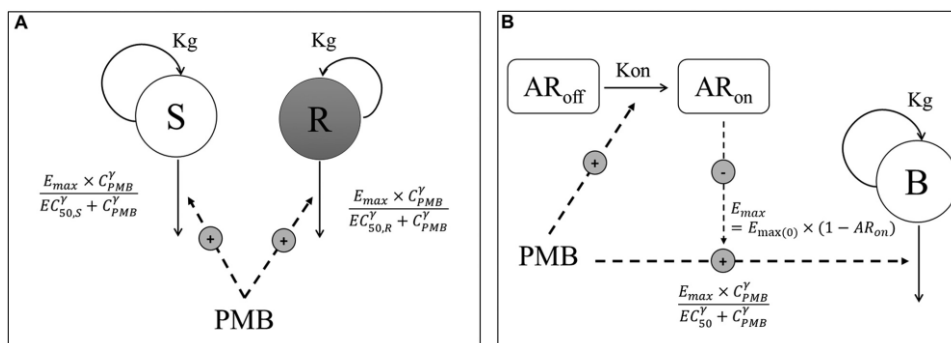 A
Kg
Kg
S
R
E_max × C_PMB^γ
EC_50,S^γ + C_PMB^γ
E_max × C_PMB^γ
EC_50,R^γ + C_PMB^γ
+
+
PMB
B
AR_off
Kon
AR_on
Kg
+
-
B
E_max
= E_max(0) × (1 − AR_on)
PMB
+
E_max × C_PMB^γ
EC_50^γ + C_PMB^γ